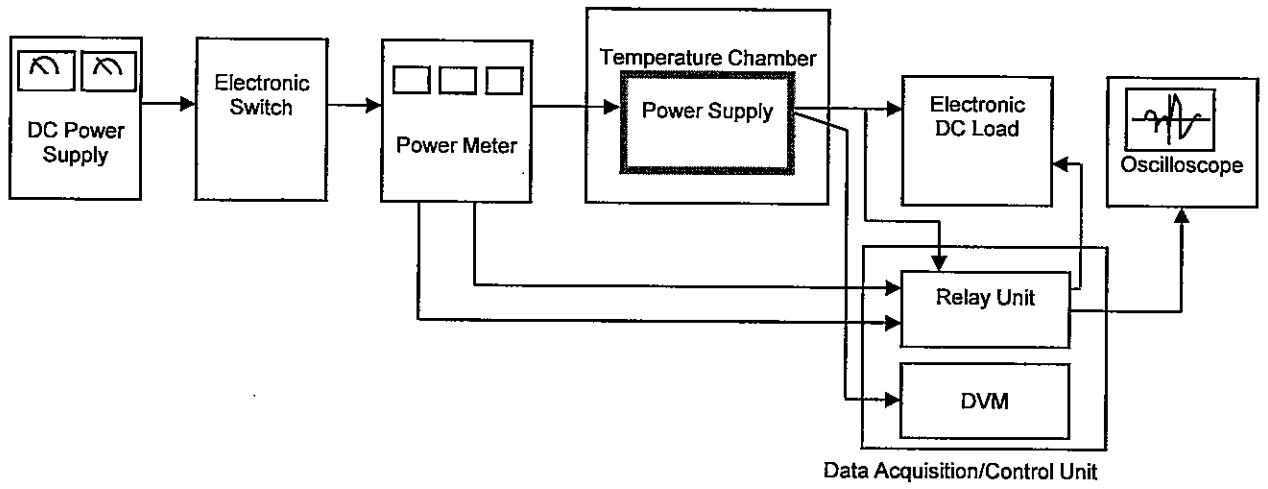 Temperature Chamber
DC Power
Supply
Electronic
Switch
Power Meter
Power Supply
Electronic
DC Load
Oscilloscope
Relay Unit
DVM
Data Acquisition/Control Unit